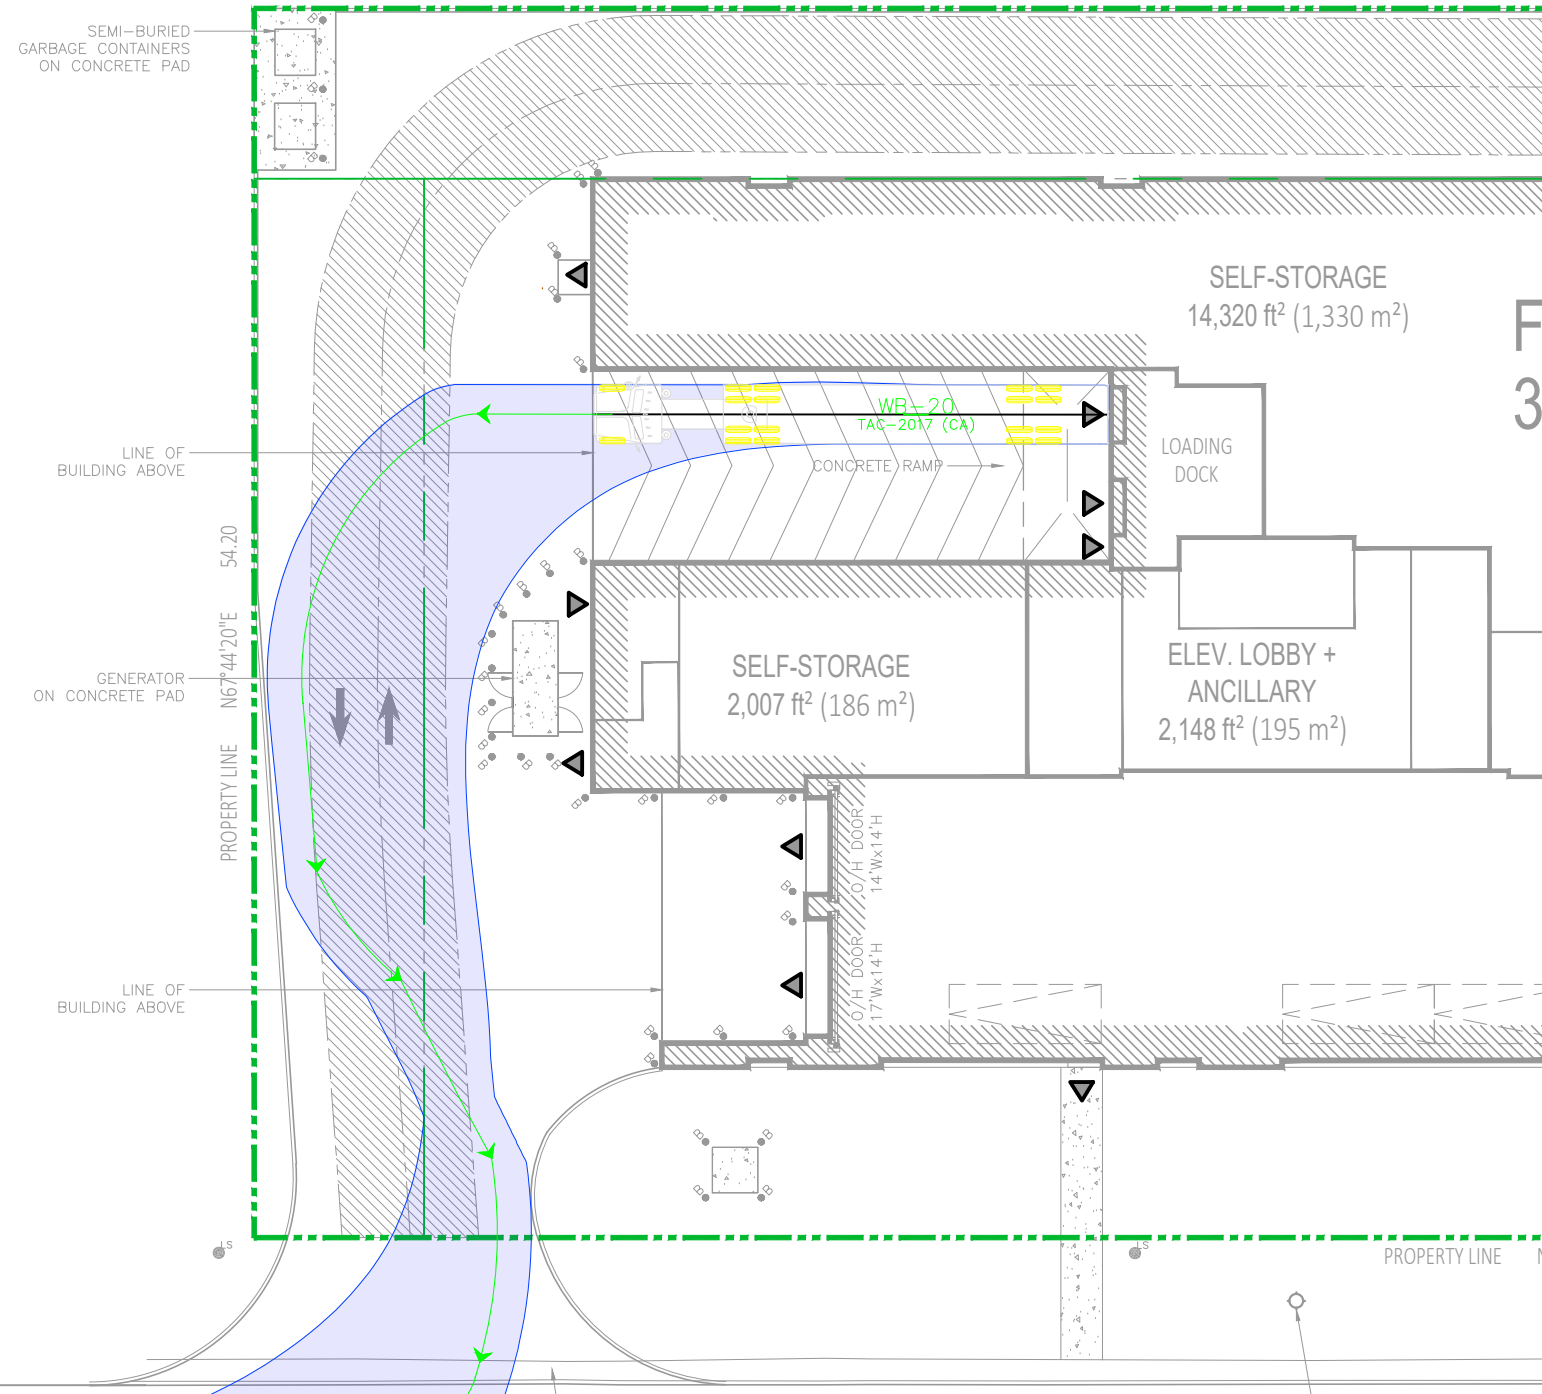 SEMI-BURIED
GARBAGE CONTAINERS
ON CONCRETE PAD
B
B
B
B
B
B
B
B
SELF-STORAGE
14,320 ft² (1,330 m²)
F
3
WB-20
TAC-2017 (CA)
CONCRETE RAMP
LOADING
DOCK
LINE OF
BUILDING ABOVE
PROPERTY LINE N67°44'20"E 54.20
GENERATOR
ON CONCRETE PAD
B
B
B
B
B
B
B
B
B
B
B
SELF-STORAGE
2,007 ft² (186 m²)
ELEV. LOBBY +
ANCILLARY
2,148 ft² (195 m²)
B
B
B
B
B
B
O/H DOOR
14'Wx14'H
O/H DOOR
17'Wx14'H
LINE OF
BUILDING ABOVE
B
B
B
B
B
B
B
B
LS
LS
PROPERTY LINE